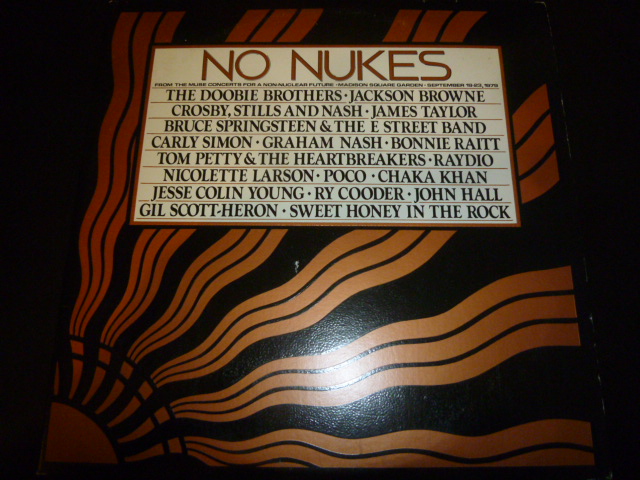 NO NUKES
FROM THE MUSE CONCERTS FOR A NON-NUCLEAR FUTURE • MADISON SQUARE GARDEN • SEPTEMBER 19-23, 1979
THE DOOBIE BROTHERS • JACKSON BROWNE
CROSBY, STILLS AND NASH • JAMES TAYLOR
BRUCE SPRINGSTEEN & THE E STREET BAND
CARLY SIMON • GRAHAM NASH • BONNIE RAITT
TOM PETTY & THE HEARTBREAKERS • RAYDIO
NICOLETTE LARSON • POCO • CHAKA KHAN
JESSE COLIN YOUNG • RY COODER • JOHN HALL
GIL SCOTT-HERON • SWEET HONEY IN THE ROCK